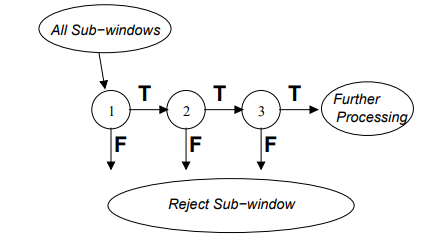 All Sub-windows
T T T
1 2 3
Further
Processing
F F F
Reject Sub-window